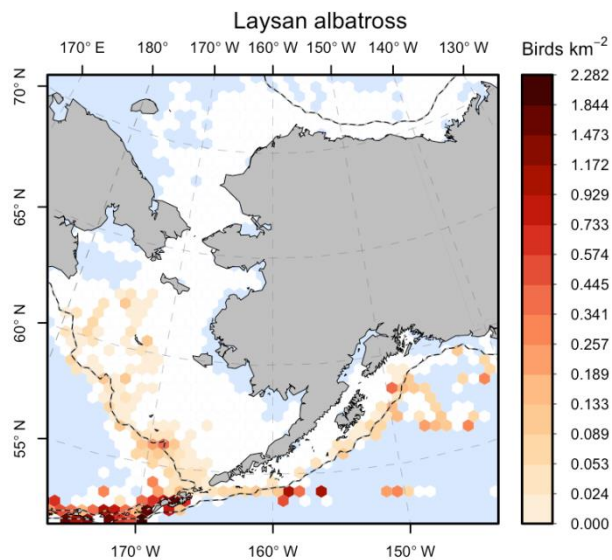 Laysan albatross
170° E 180° 170° W 160° W 150° W 140° W 130° W
Birds km⁻²
70° N
65° N
60° N
55° N
170° W 160° W 150° W
2.282
1.844
1.473
1.172
0.929
0.733
0.574
0.445
0.341
0.257
0.189
0.134
0.089
0.053
0.024
0.000